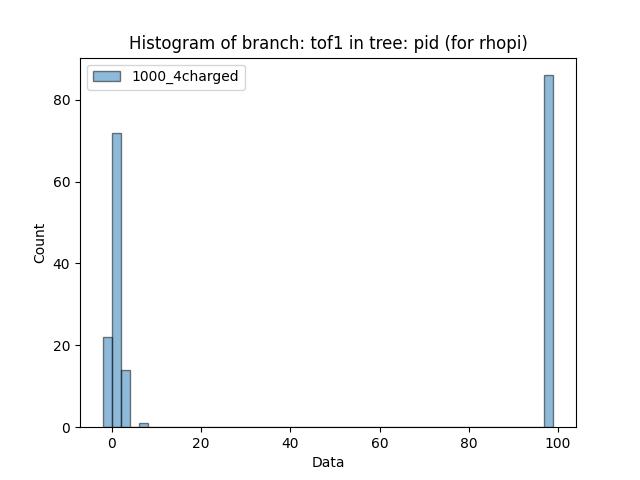 Histogram of branch: tof1 in tree: pid (for rhopi)
1000_4charged
80
60
40
20
0
Count
0 20 40 60 80 100
Data